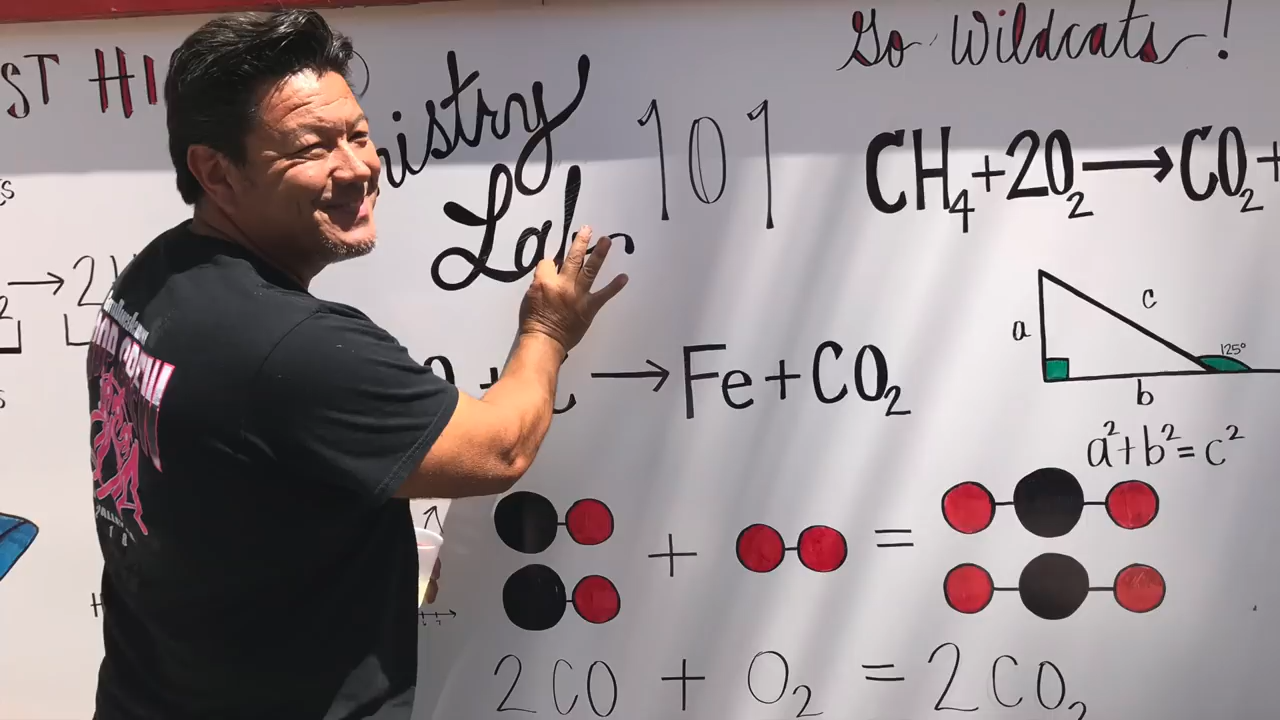 ST HI
Go Wildcats!
istry 101
Lab
CH₄+2O₂→CO₂+
→2
a
c
b
125°
→Fe+CO₂
a²+b²=c²
+ =
2CO + O₂ = 2CO₂